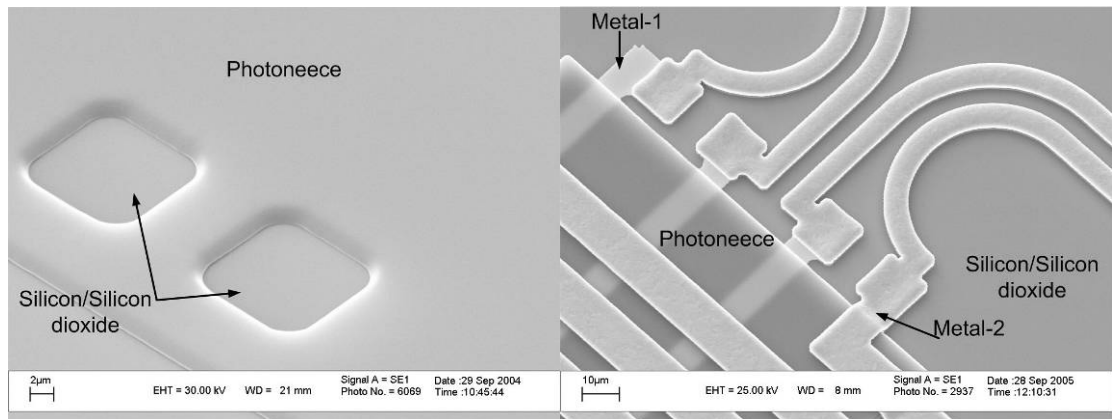 Photoneece
Silicon/Silicon
dioxide
2µm
EHT = 30.00 kV
WD = 21 mm
Signal A = SE1
Photo No. = 6069
Date :29 Sep 2004
Time :10:45:44
Metal-1
Photoneece
Silicon/Silicon
dioxide
Metal-2
10µm
EHT = 25.00 kV
WD = 8 mm
Signal A = SE1
Photo No. = 2937
Date :28 Sep 2005
Time :12:10:31